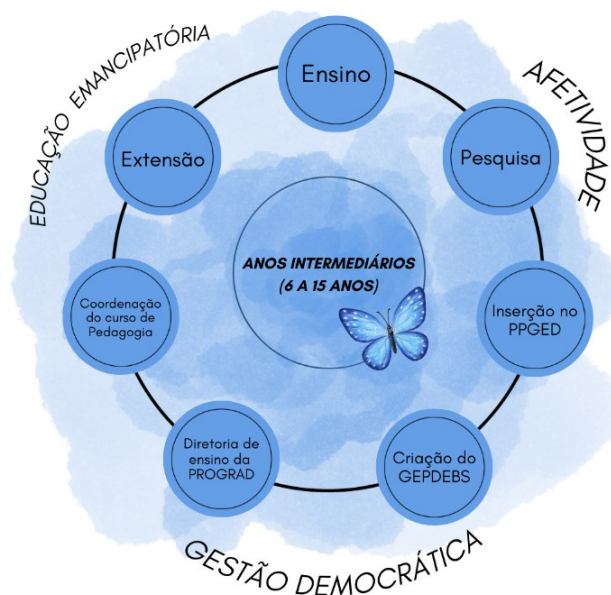 EDUCAÇÃO EMANCIPATÓRIA
AFETIVIDADE
Ensino
Extensão
Pesquisa
ANOS INTERMEDIÁRIOS
(6 A 15 ANOS)
Coordenação
do curso de
Pedagogia
Inserção no
PPGED
Diretoria de
ensino da
PROGRAD
Criação do
GEPDEBS
GESTÃO DEMOCRÁTICA